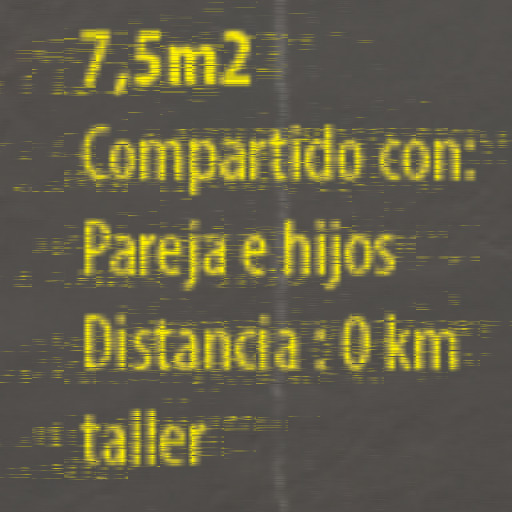 7,5m2
Compartido con:
Pareja e hijos
Distancia : 0 km
taller